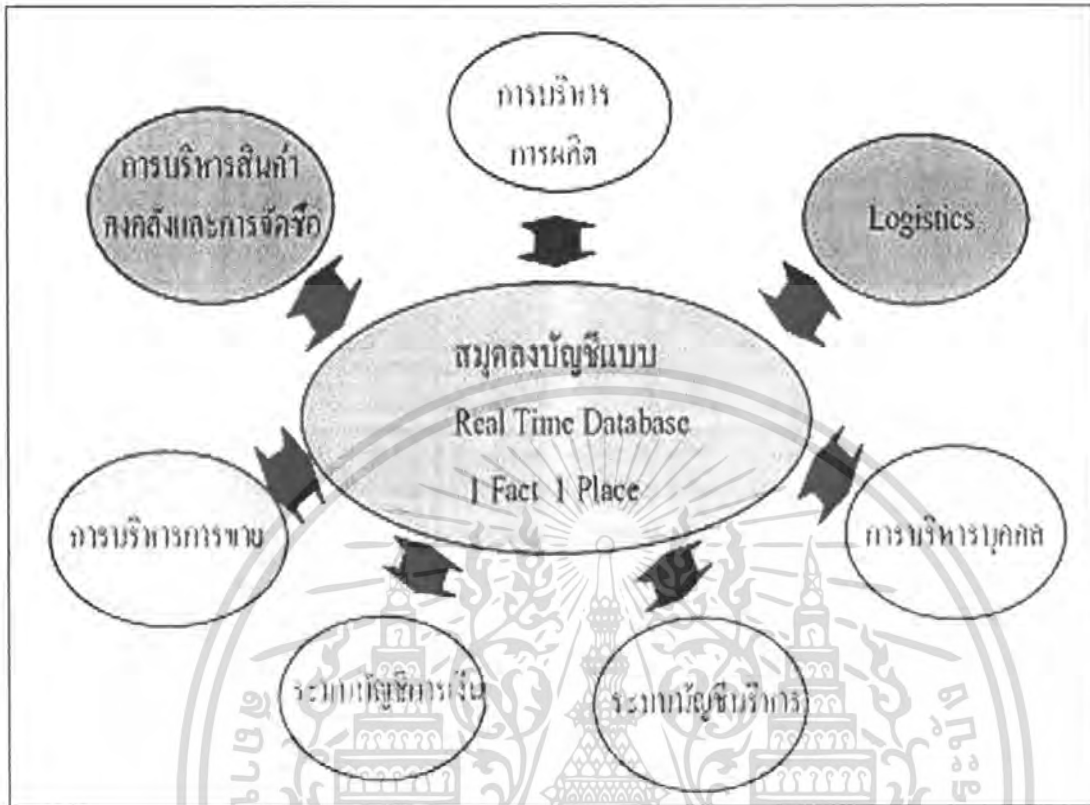 การบริหาร
การผลิต
การบริหารสินค้า
คงคลังและการจัดซื้อ
Logistics
สมุดลงบัญชีแบบ
Real Time Database
1 Fact 1 Place
การบริหารการขาย
การบริหารบุคคล
ระบบบัญชีการเงิน
ระบบบัญชีบริหาร